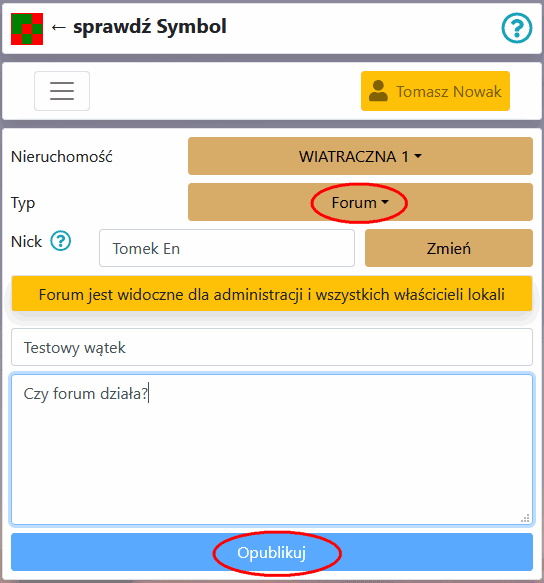 ← sprawdź Symbol ?
Tomasz Nowak
Nieruchomość WIATRACZNA 1
Typ Forum
Nick ? Tomek En Zmień
Forum jest widoczne dla administracji i wszystkich właścicieli lokali
Testowy wątek
Czy forum działa?
Opublikuj